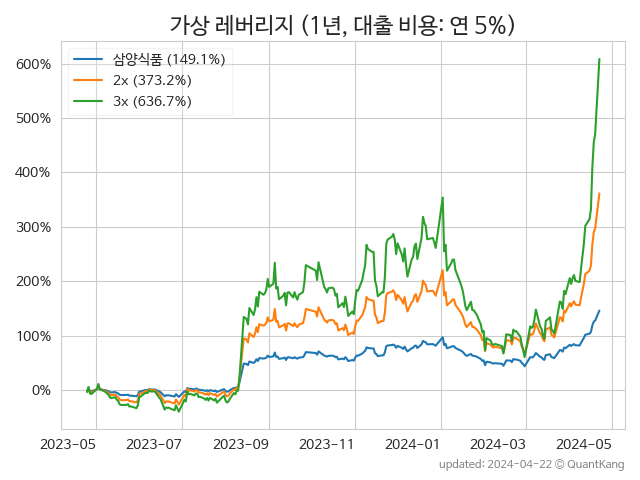 가상 레버리지 (1년, 대출 비용: 연 5%)
삼양식품 (149.1%)
2x (373.2%)
3x (636.7%)
600%
500%
400%
300%
200%
100%
0%
2023-05 2023-07 2023-09 2023-11 2024-01 2024-03 2024-05
updated: 2024-04-22 © QuantKang